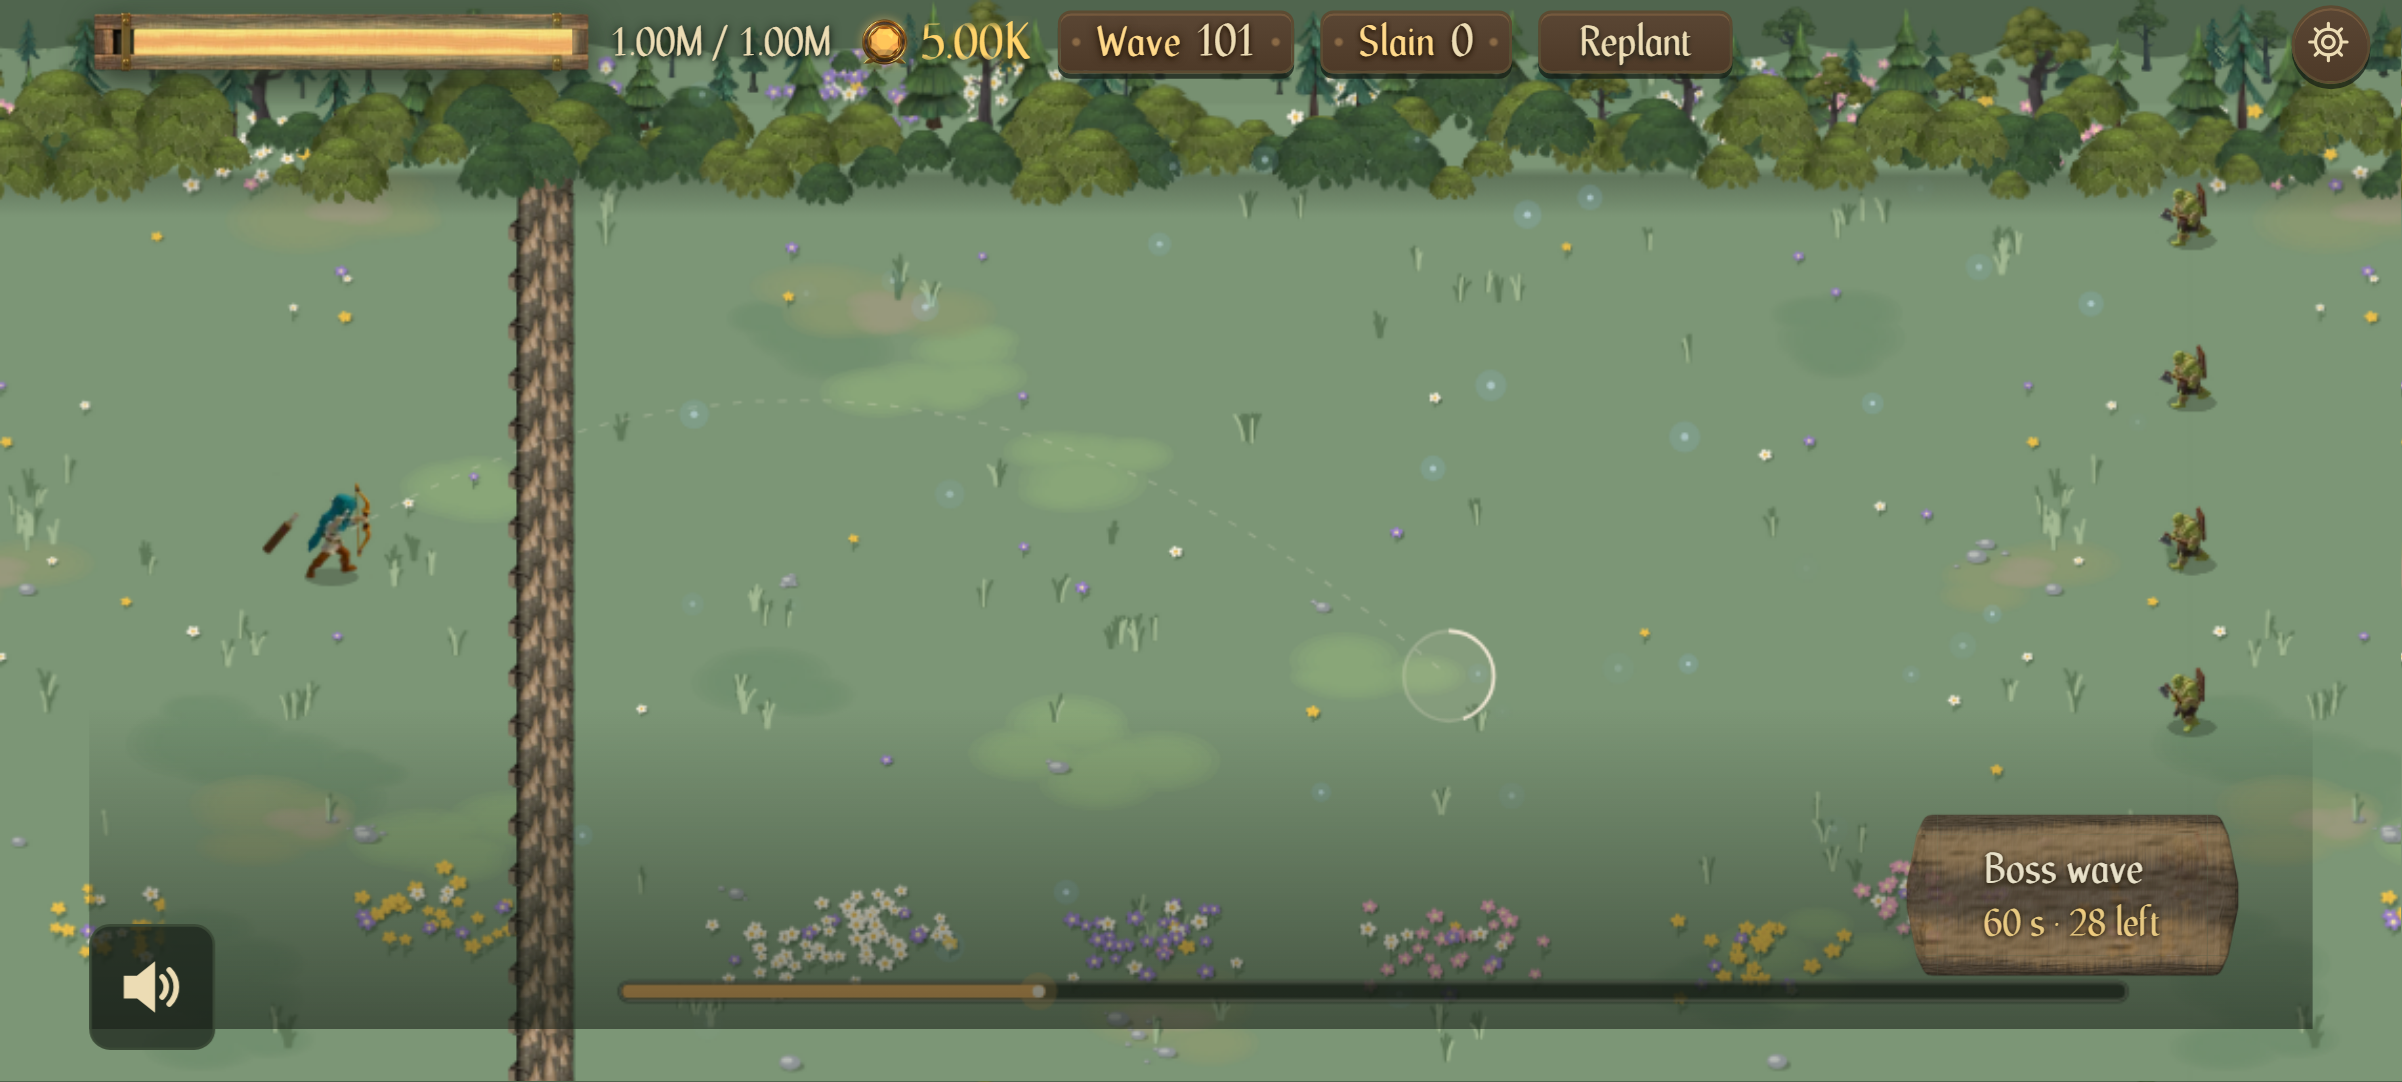 1.00M / 1.00M 5.00K Wave 101 Slain 0 Replant
Boss wave
60 s · 28 left